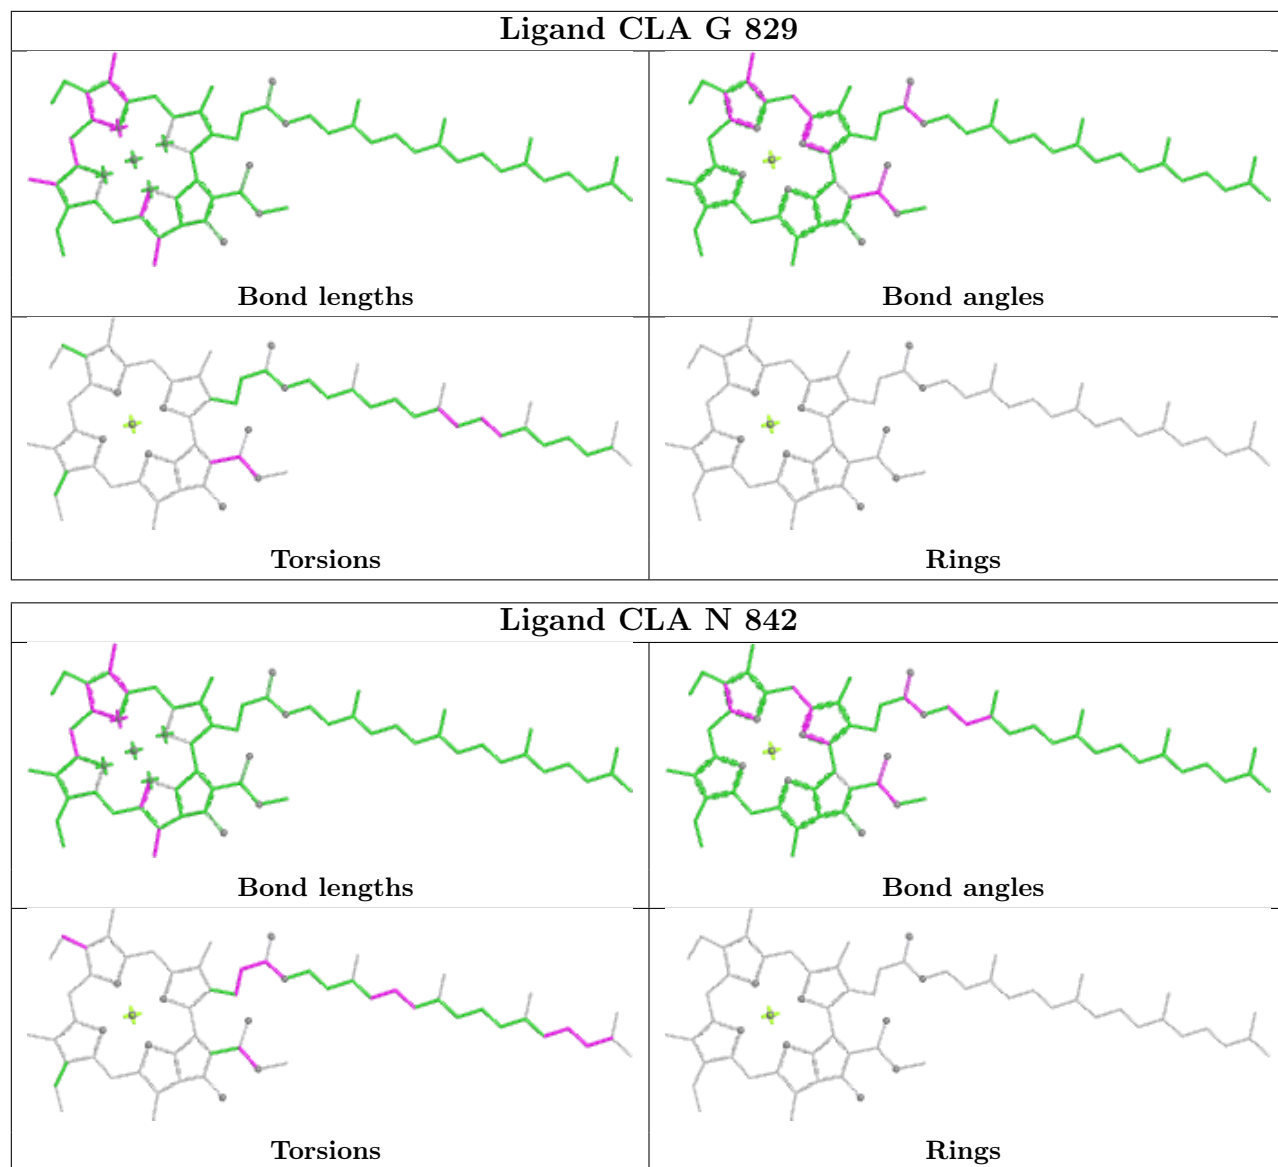 Ligand CLA G 829
Bond lengths
Bond angles
Torsions
Rings
Ligand CLA N 842
Bond lengths
Bond angles
Torsions
Rings